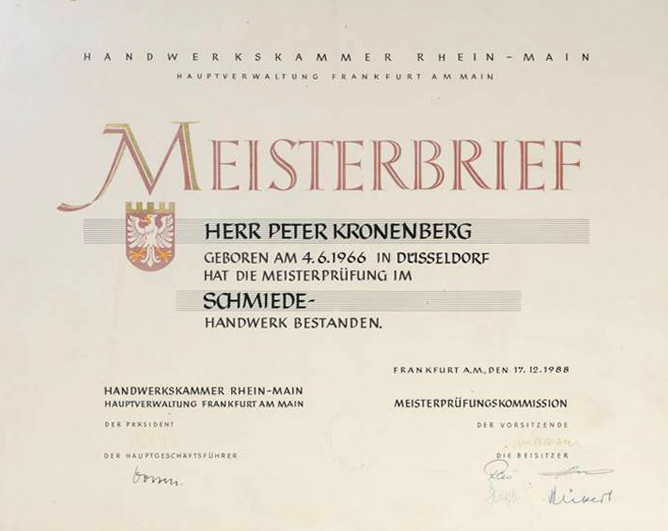 HANDWERKSKAMMER RHEIN-MAIN
HAUPTVERWALTUNG FRANKFURT AM MAIN
MEISTERBRIEF
HERR PETER KRONENBERG
GEBOREN AM 4.6.1966 IN DÜSSELDORF
HAT DIE MEISTERPRÜFUNG IM
SCHMIEDE-
HANDWERK BESTANDEN.
FRANKFURT A.M., DEN 17.12.1988
HANDWERKSKAMMER RHEIN-MAIN
HAUPTVERWALTUNG FRANKFURT AM MAIN
DER PRÄSIDENT
DER HAUPTGESCHÄFTSFÜHRER
MEISTERPRÜFUNGSKOMMISSION
DER VORSITZENDE
DIE BEISITZER